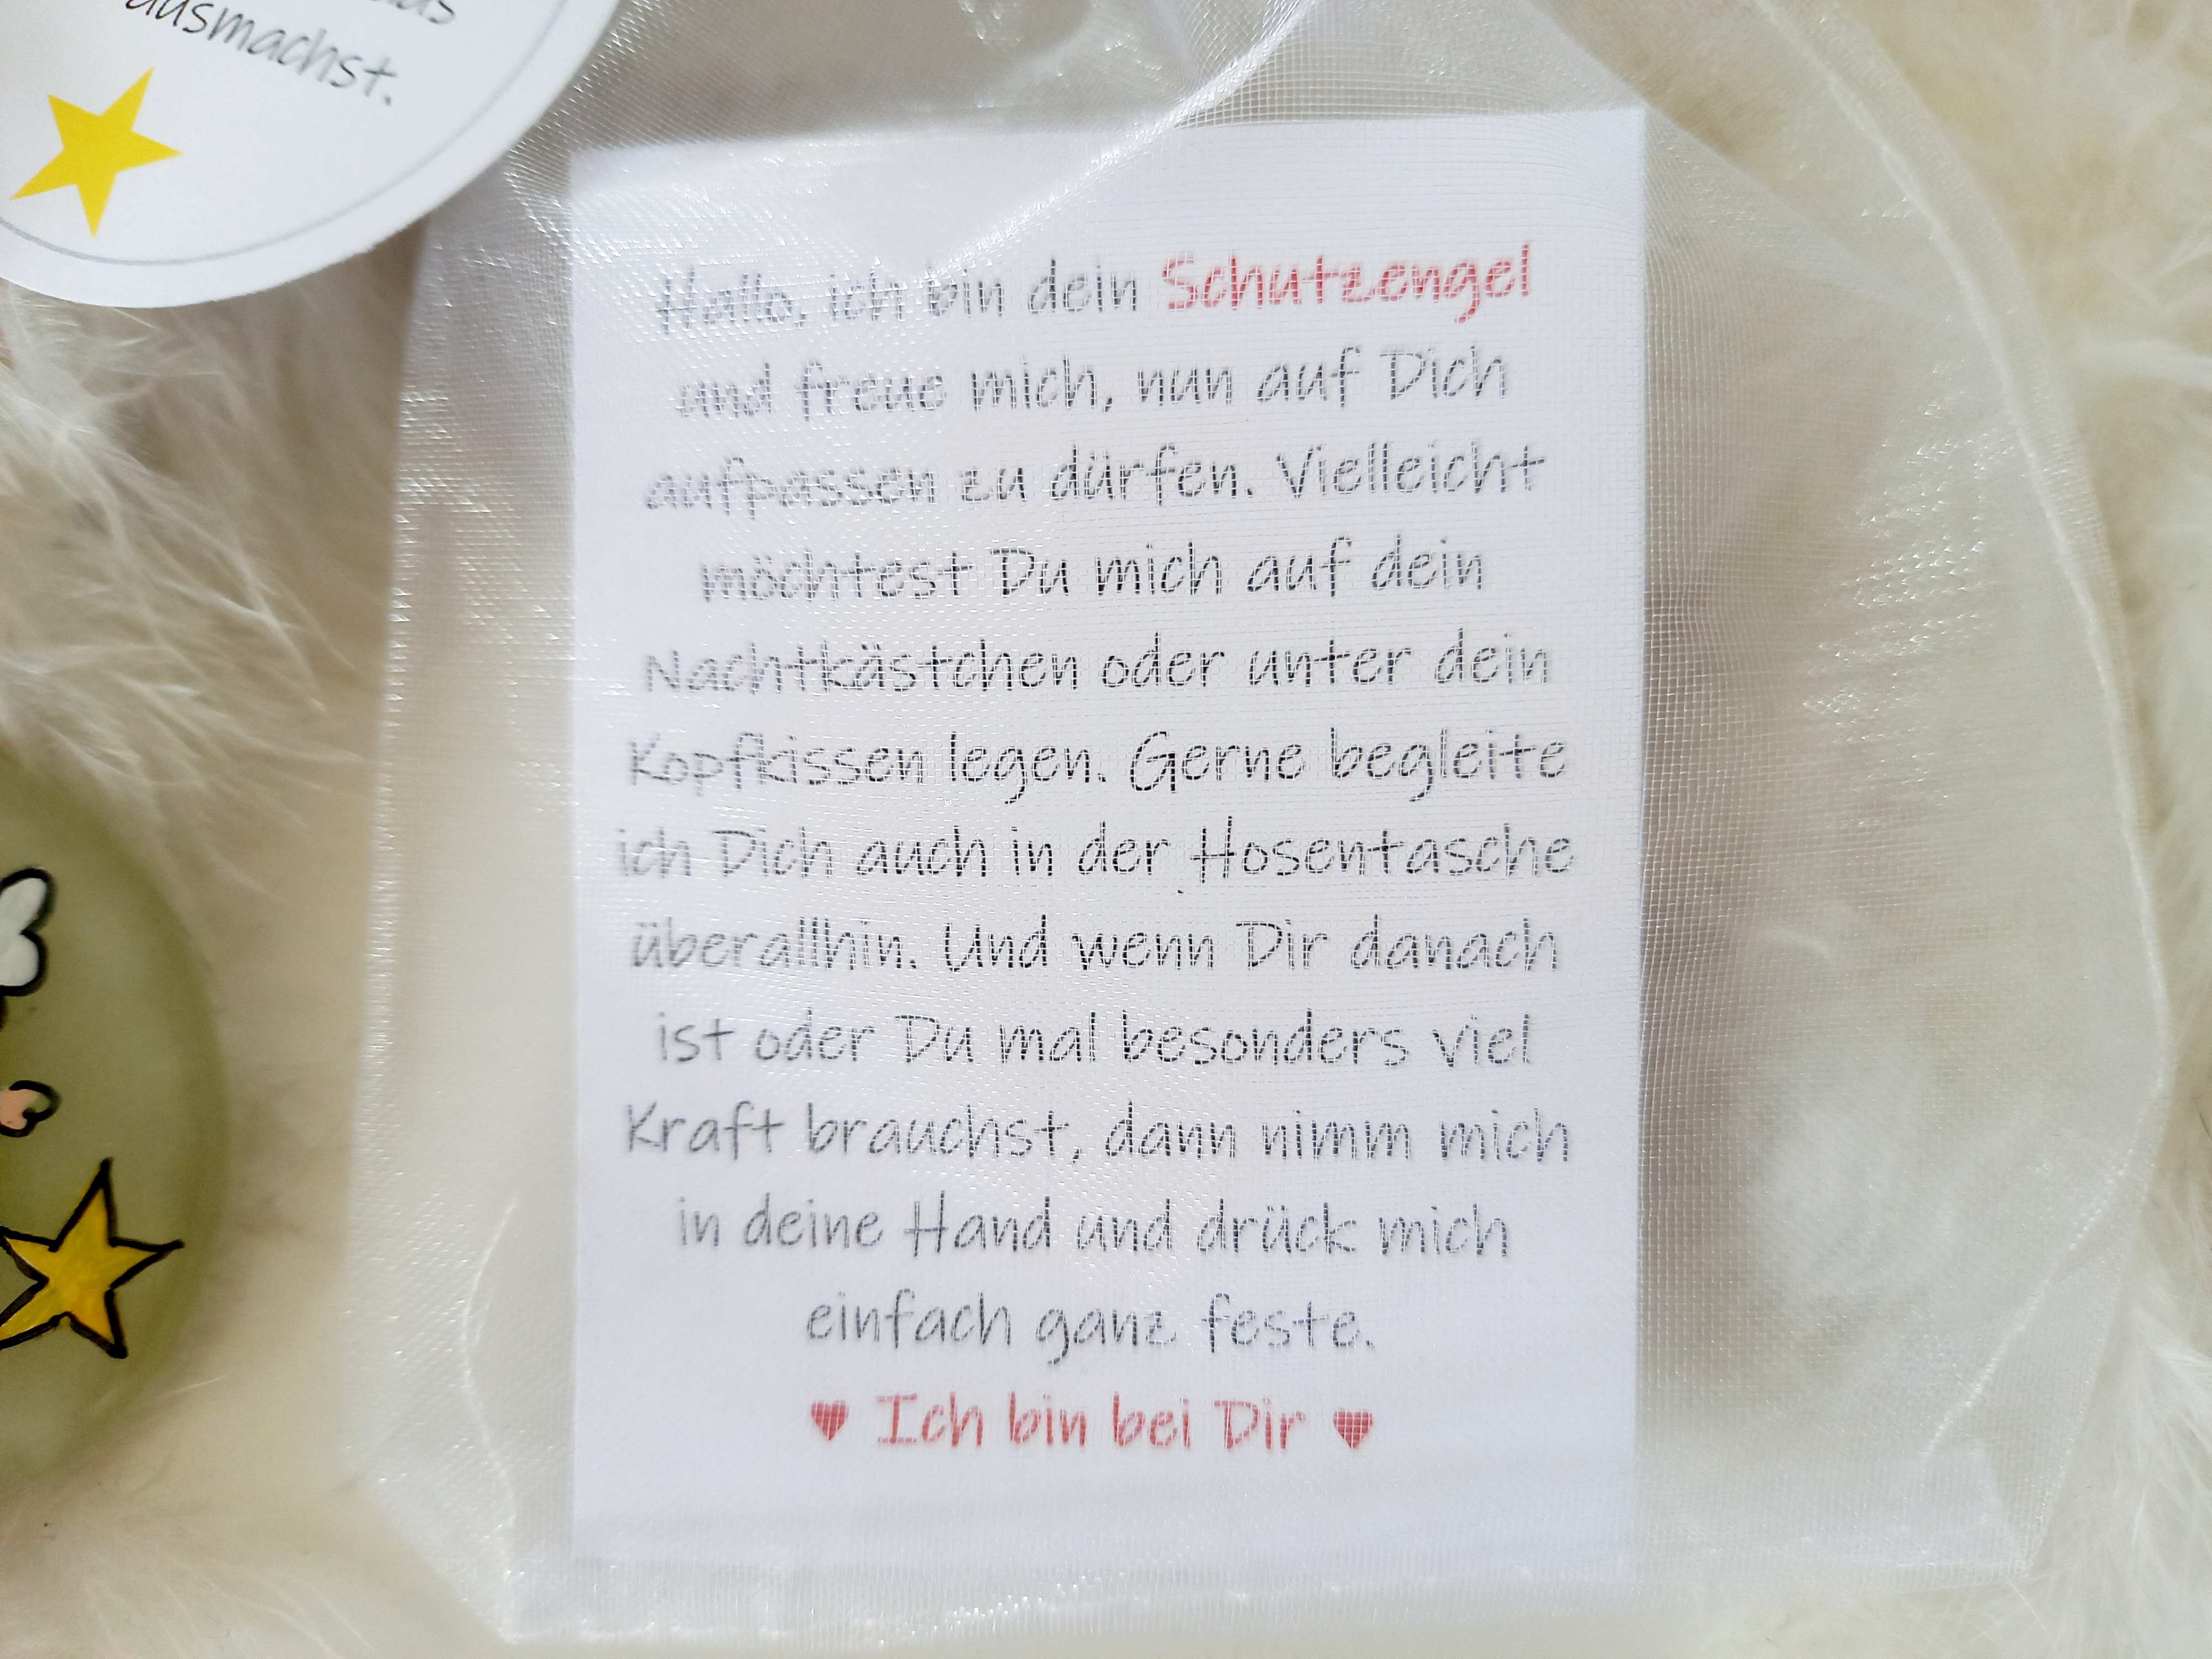 ausmachst.
Hallo, ich bin dein Schutzengel
und freue mich, nun auf Dich
aufpassen zu dürfen. Vielleicht
möchtest Du mich auf dein
Nachtkästchen oder unter dein
Kopfkissen legen. Gerne begleite
ich Dich auch in der Hosentasche
überallhin. Und wenn Dir danach
ist oder Du mal besonders viel
Kraft brauchst, dann nimm mich
in deine Hand und drück mich
einfach ganz feste.
♥ Ich bin bei Dir ♥